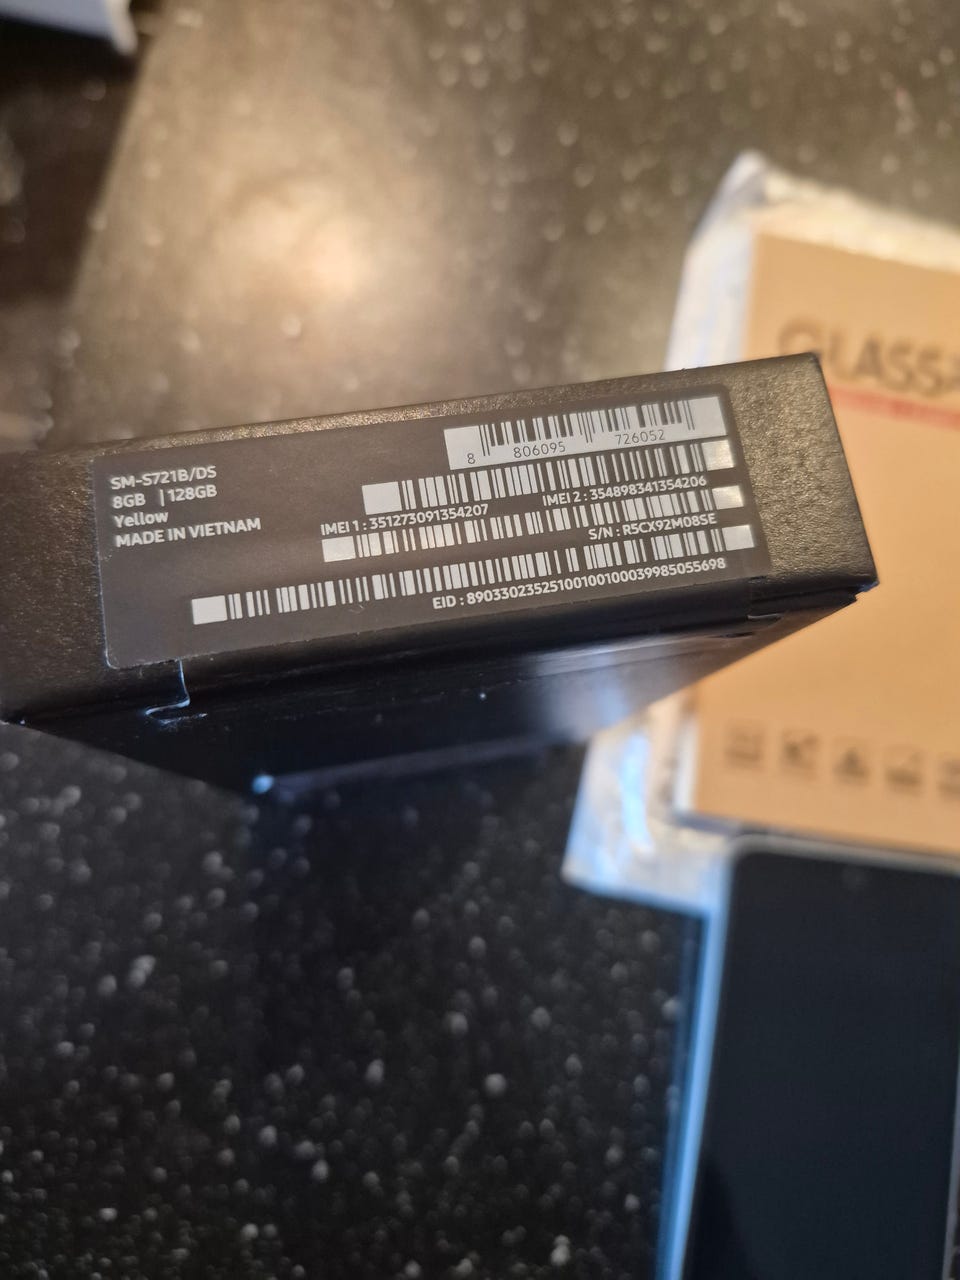 SM-S721B/DS
8GB | 128GB
Yellow
MADE IN VIETNAM
8 806095 726052
IMEI 1 : 351273091354207
IMEI 2 : 354898341354206
S/N : R5CX92M08SE
EID : 89033023525100100100039985055698